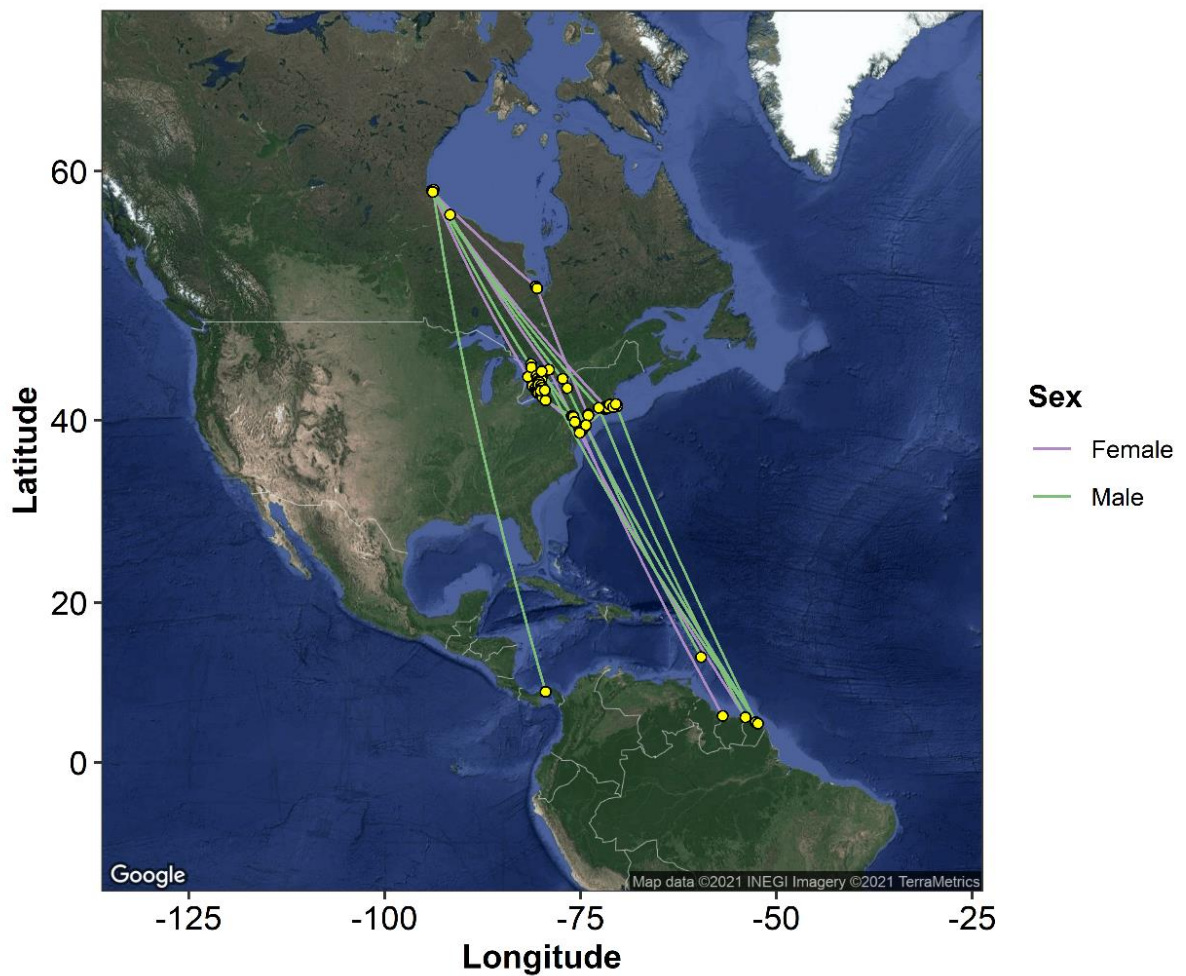 60
40
20
0
Latitude
Sex
Female
Male
Google
Map data ©2021 INEGI Imagery ©2021 TerraMetrics
-125
-100
-75
-50
-25
Longitude